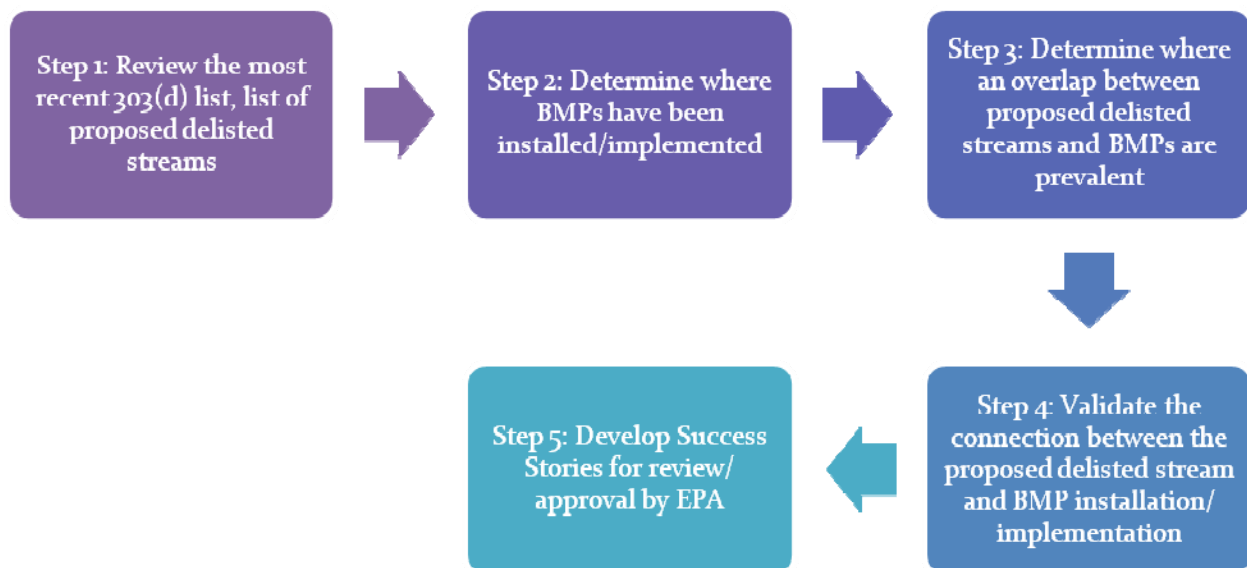 Step 1: Review the most
recent 303(d) list, list of
proposed delisted
streams
Step 2: Determine where
BMPs have been
installed/implemented
Step 3: Determine where
an overlap between
proposed delisted
streams and BMPs are
prevalent
Step 4: Validate the
connection between the
proposed delisted stream
and BMP installation/
implementation
Step 5: Develop Success
Stories for review/
approval by EPA